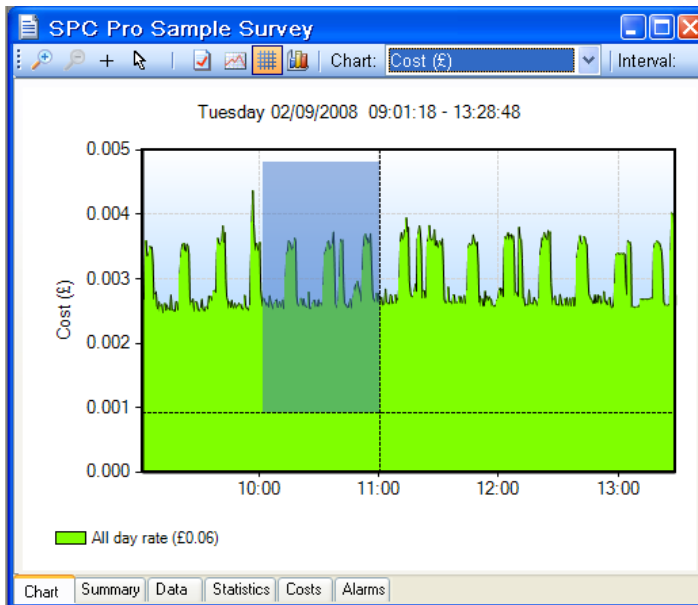 SPC Pro Sample Survey
Chart: Cost (£) Interval:
Tuesday 02/09/2008 09:01:18 - 13:28:48
0.005
0.004
0.003
0.002
0.001
0.000
Cost (£)
10:00 11:00 12:00 13:00
All day rate (£0.06)
Chart Summary Data Statistics Costs Alarms